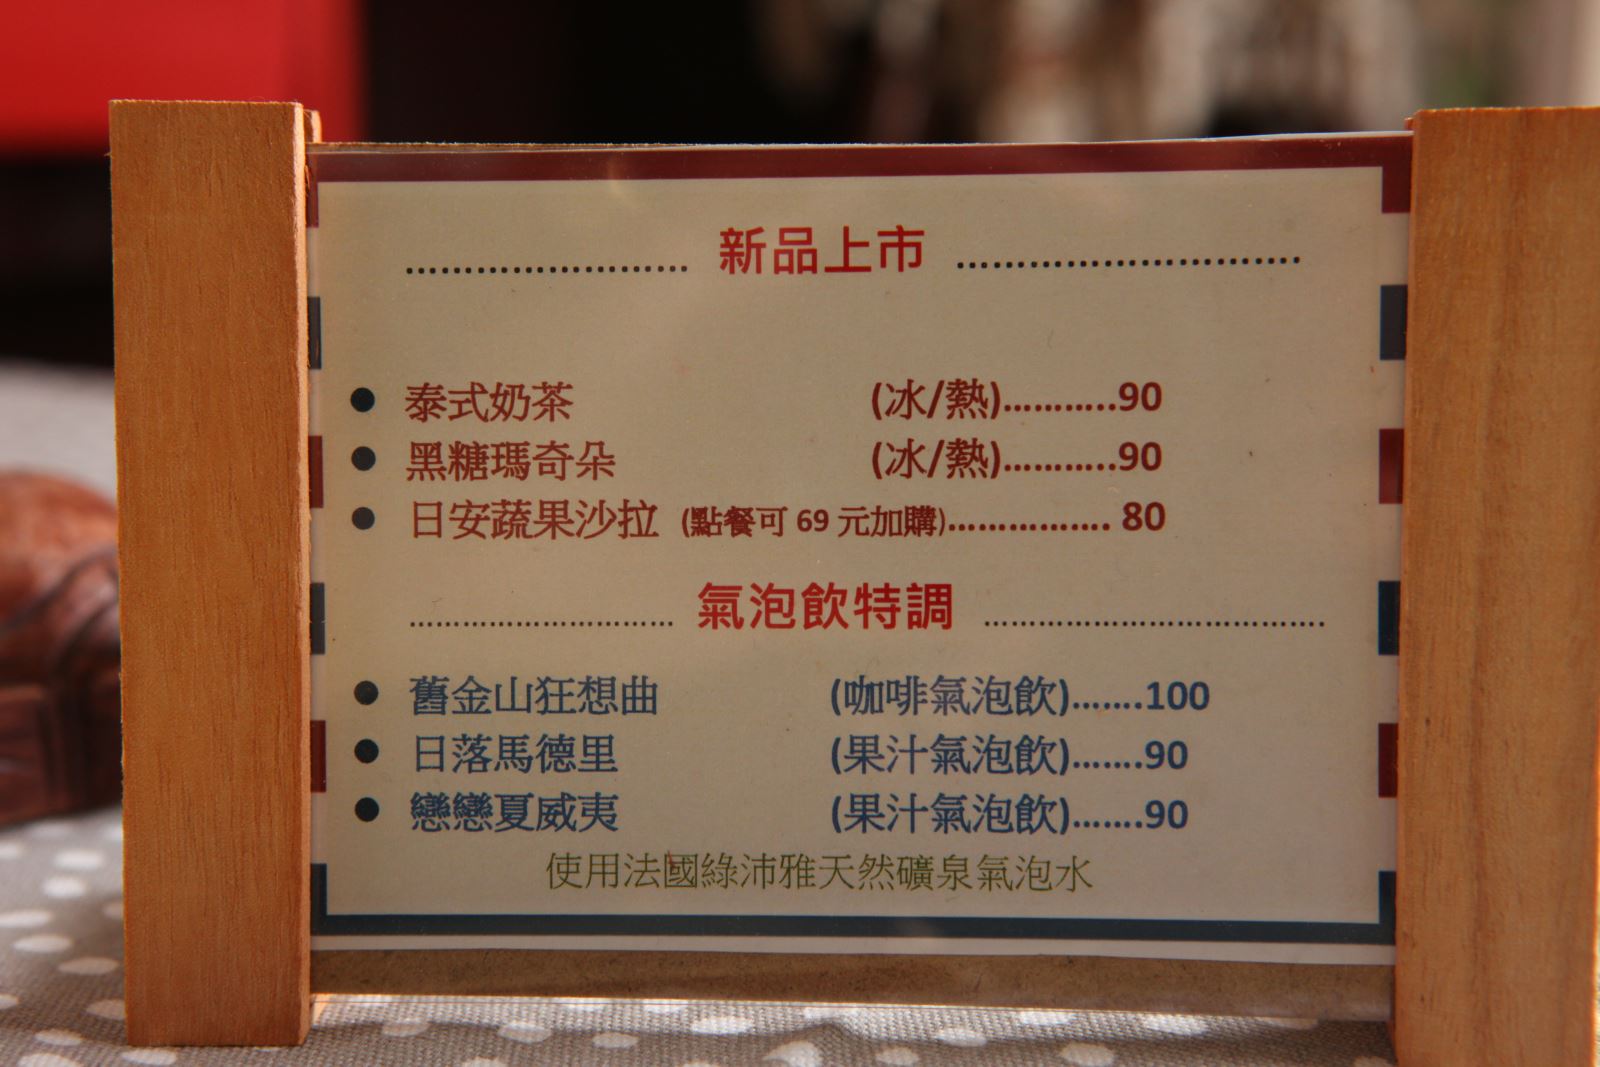 ........................ 新品上市 .............................
● 泰式奶茶 (冰/熱)...........90
● 黑糖瑪奇朵 (冰/熱)...........90
● 日安蔬果沙拉 (點餐可 69 元加購)................ 80
........................... 氣泡飲特調 ...................................
● 舊金山狂想曲 (咖啡氣泡飲).......100
● 日落馬德里 (果汁氣泡飲).......90
● 戀戀夏威夷 (果汁氣泡飲).......90
使用法國綠沛雅天然礦泉氣泡水